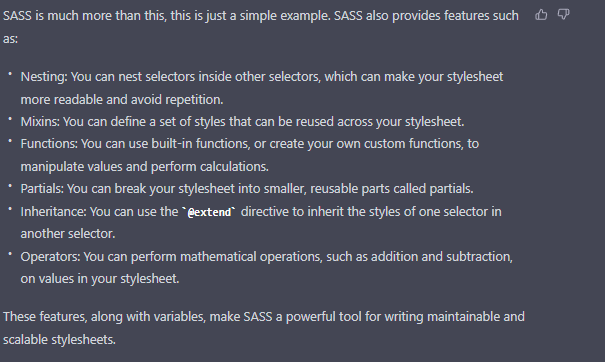 SASS is much more than this, this is just a simple example. SASS also provides features such
as:
• Nesting: You can nest selectors inside other selectors, which can make your stylesheet
more readable and avoid repetition.
• Mixins: You can define a set of styles that can be reused across your stylesheet.
• Functions: You can use built-in functions, or create your own custom functions, to
manipulate values and perform calculations.
• Partials: You can break your stylesheet into smaller, reusable parts called partials.
• Inheritance: You can use the `@extend` directive to inherit the styles of one selector in
another selector.
• Operators: You can perform mathematical operations, such as addition and subtraction,
on values in your stylesheet.
These features, along with variables, make SASS a powerful tool for writing maintainable and
scalable stylesheets.